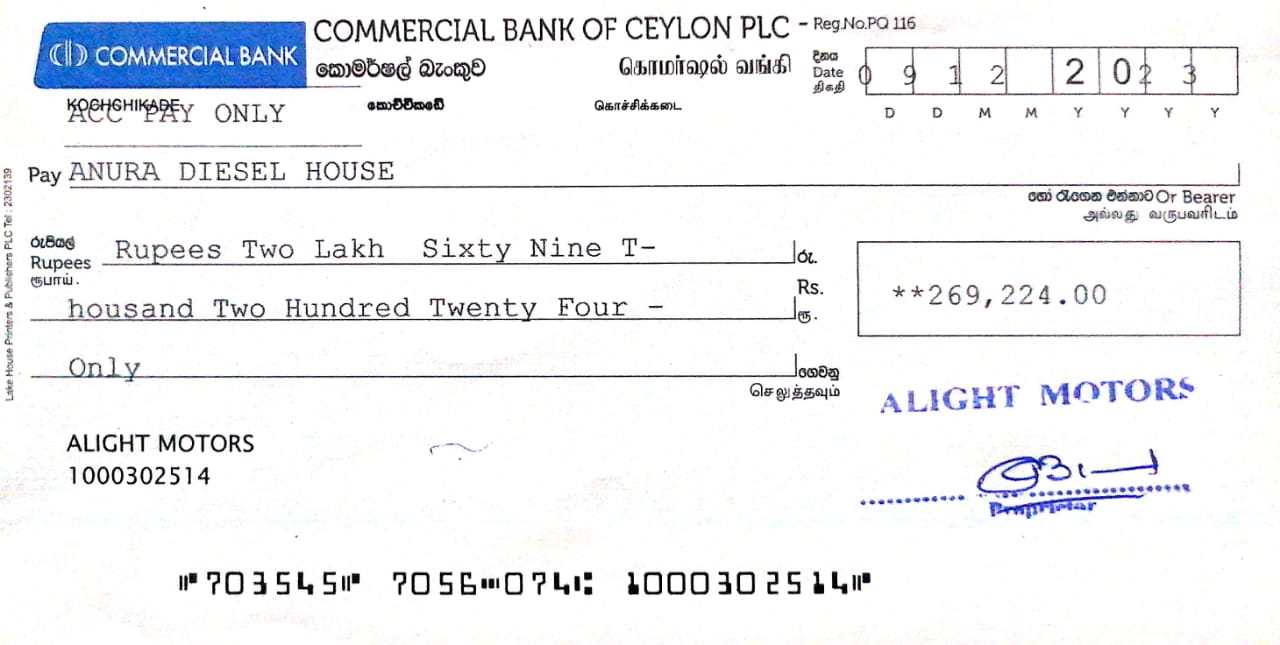 COMMERCIAL BANK
COMMERCIAL BANK OF CEYLON PLC - Reg.No.PQ 116
කොමර්ෂල් බැංකුව கொமர்ஷல் வங்கி
දිනය
Date
திகதி
0 9 1 2 2 0 2 3
D D M M Y Y Y Y
KOCHCHIKADE කොච්චිකඩේ கொச்சிக்கடை
ACC PAY ONLY
Pay ANURA DIESEL HOUSE
හෝ රැගෙන එන්නාට Or Bearer
அல்லது வருபவரிடம்
රුපියල්
Rupees
ரூபாய்.
Rupees Two Lakh Sixty Nine T-
රු.
Rs.
ரூ.
housand Two Hundred Twenty Four -
**269,224.00
Only
ගෙවනු
செலுத்தவும்
ALIGHT MOTORS
ALIGHT MOTORS
1000302514
Proprietor
Lake House Printers & Publishers PLC Tel : 2302139
⑈703545⑈ 7056⑉074⑆ 1000302514⑈